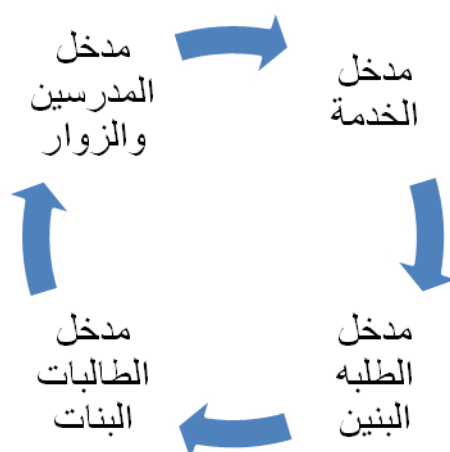 مدخل
الخدمة
مدخل
الطلبه
البنين
مدخل
الطالبات
البنات
مدخل
المدرسين
والزوار